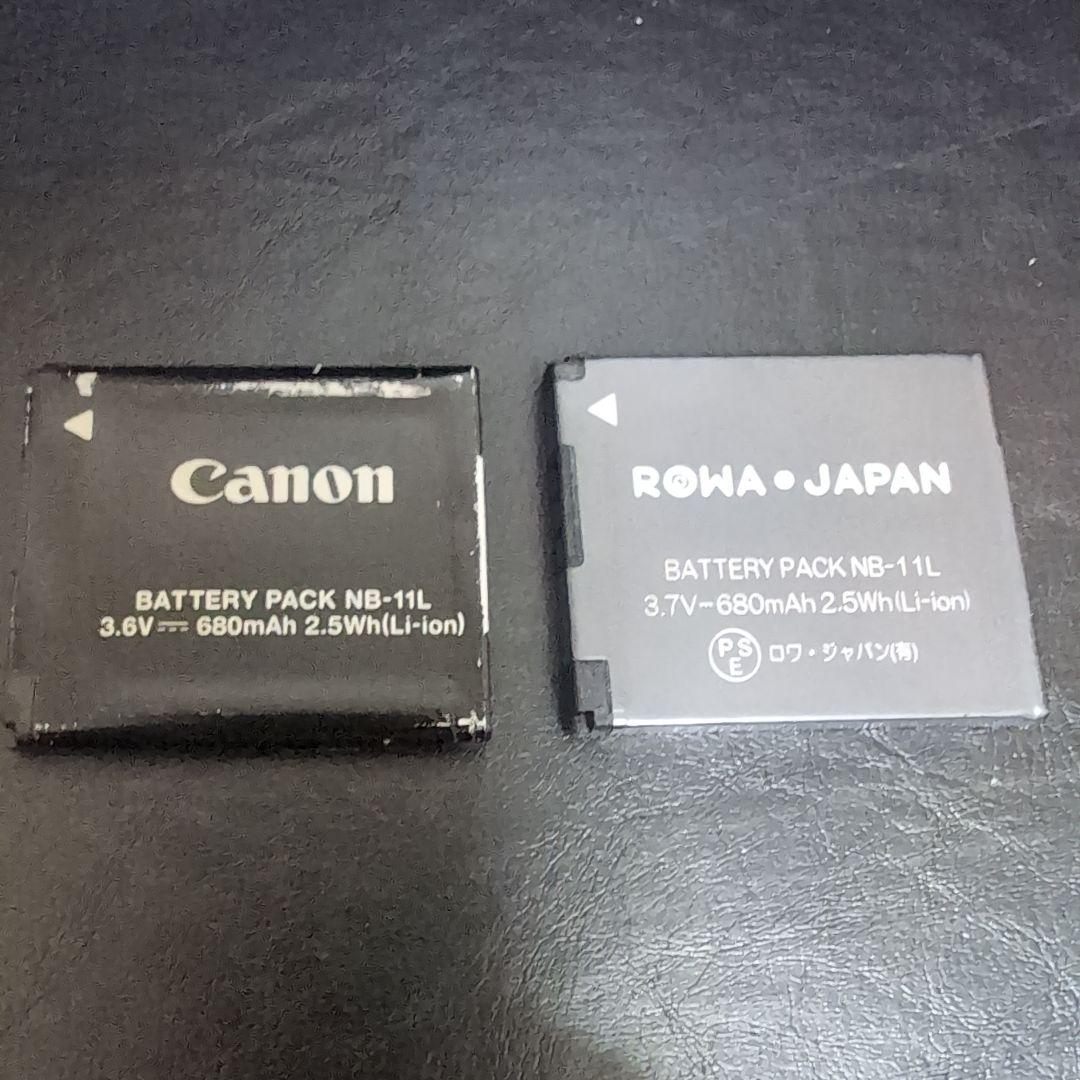 Canon
BATTERY PACK NB-11L
3.6V⎓ 680mAh 2.5Wh(Li-ion)
ROWA●JAPAN
BATTERY PACK NB-11L
3.7V-680mAh 2.5Wh(Li-ion)
PSE ロワ・ジャパン(有)